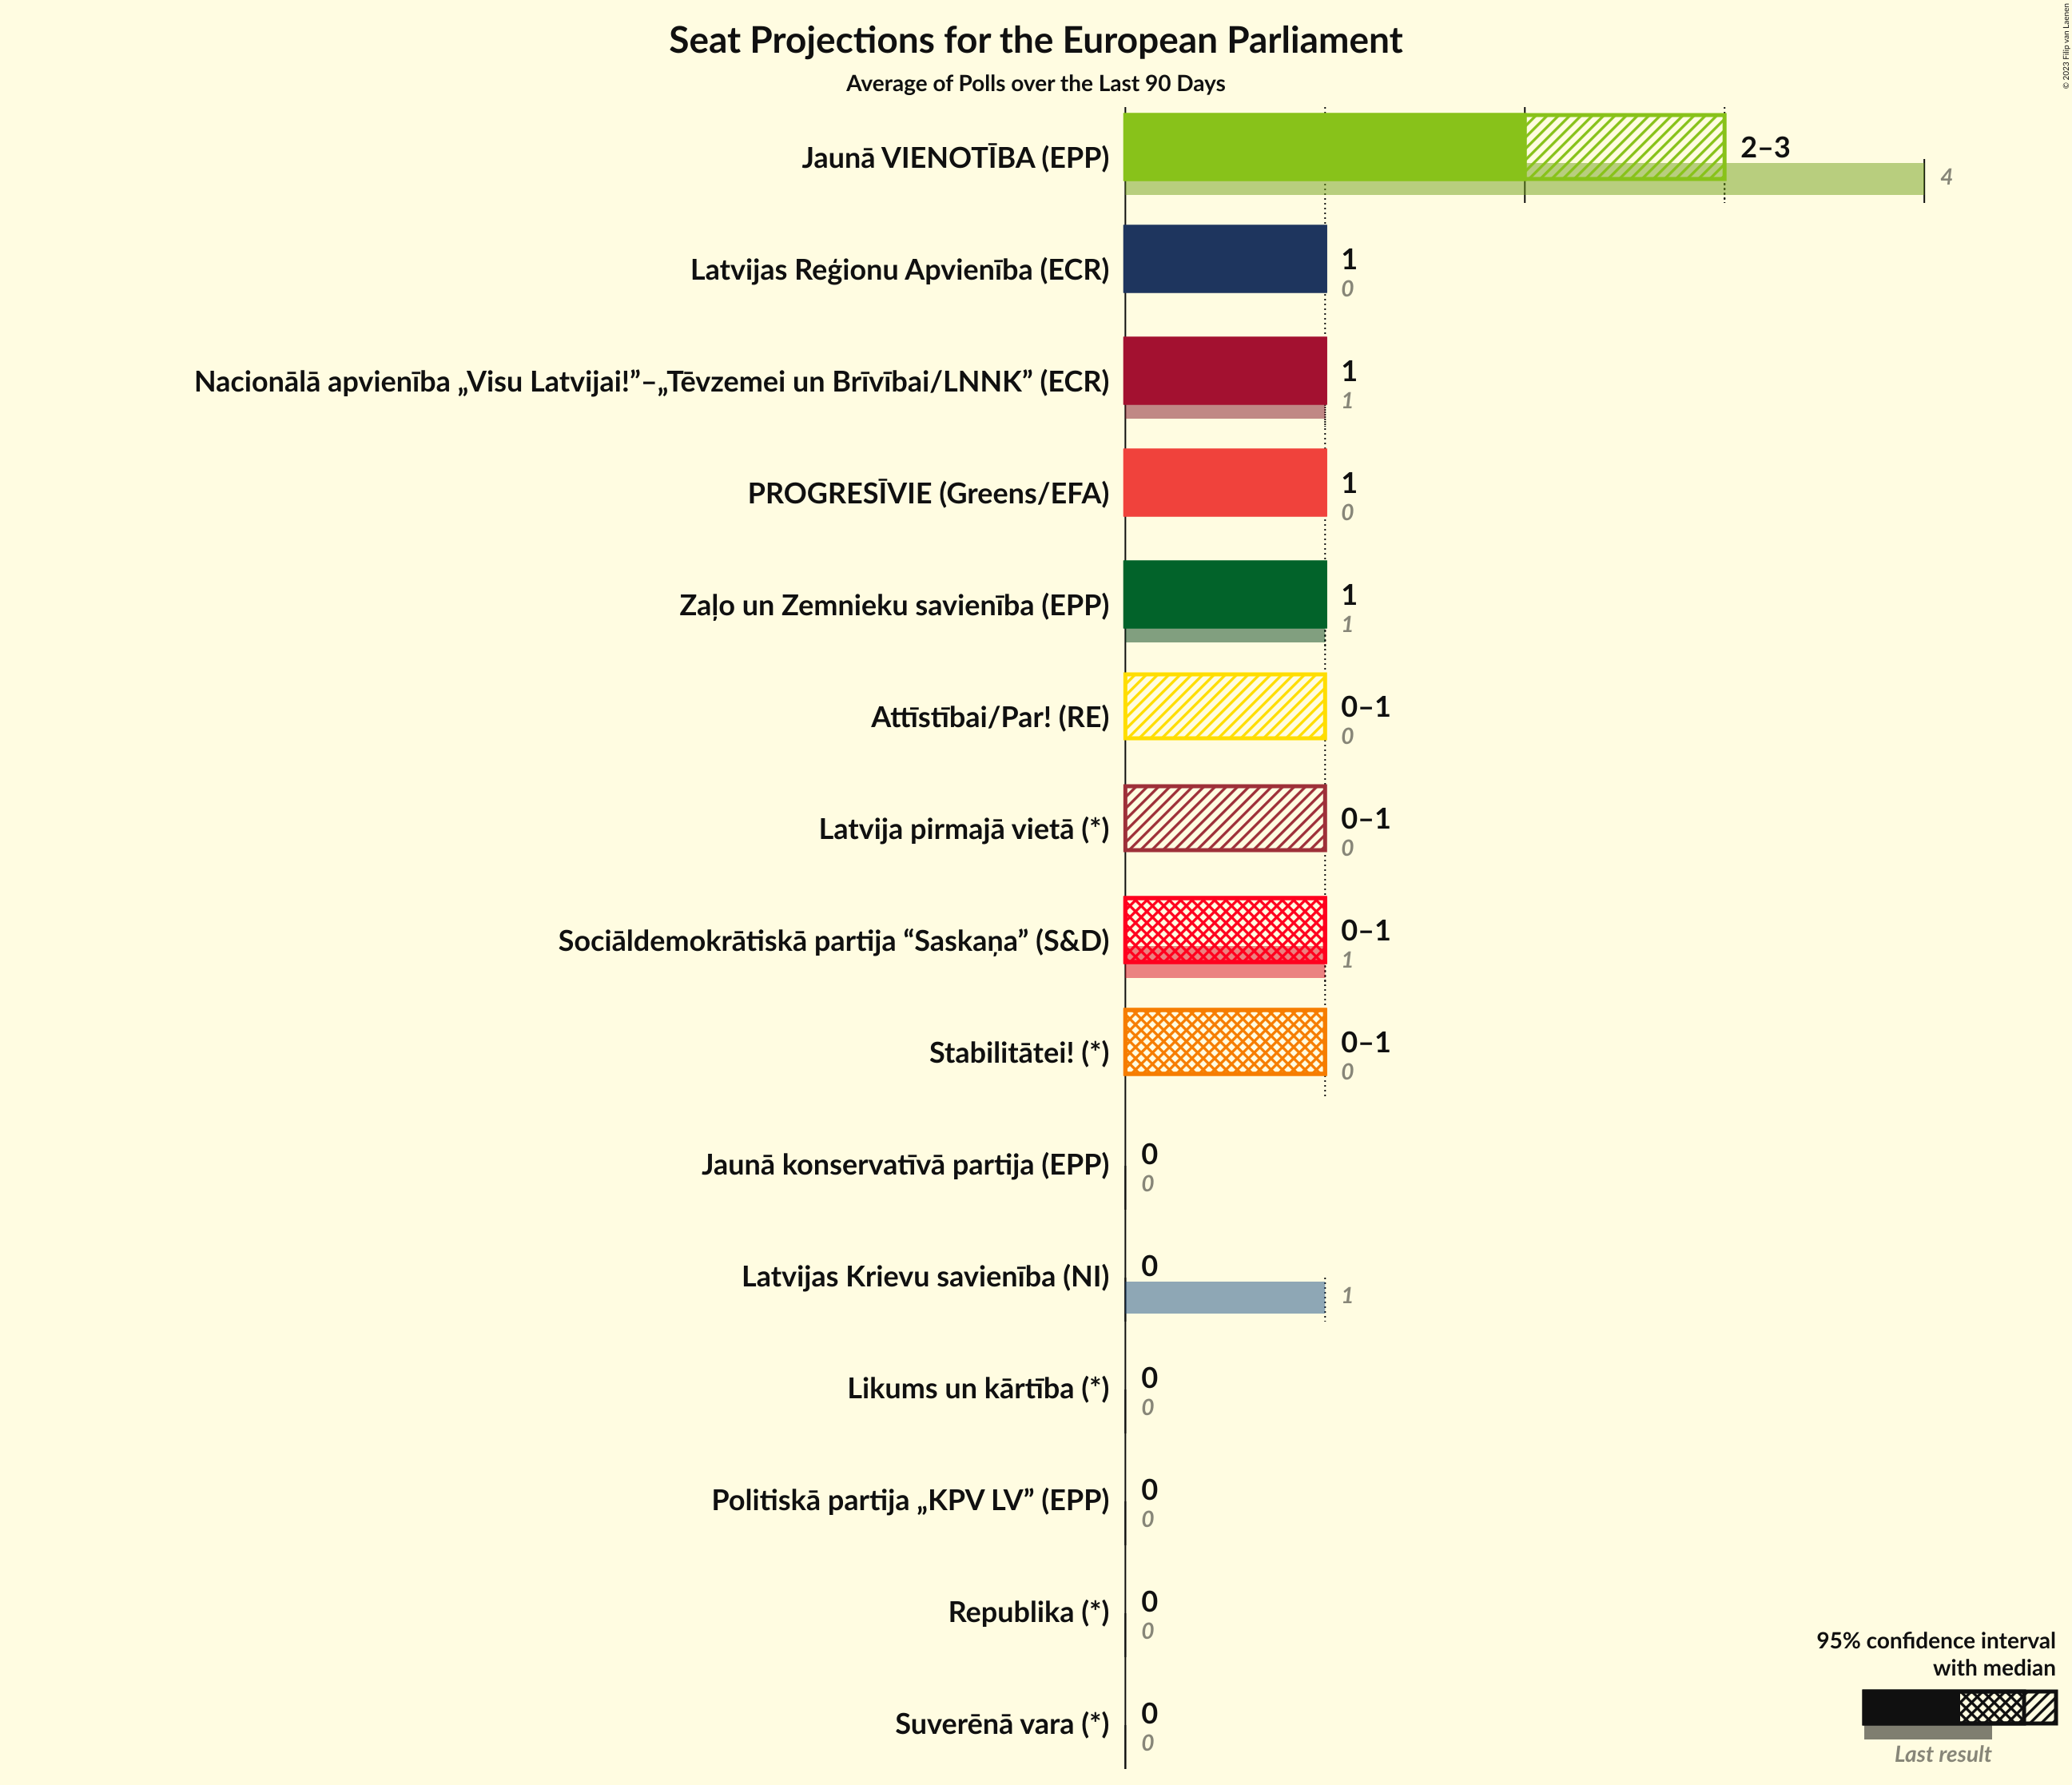 Seat Projections for the European Parliament
Average of Polls over the Last 90 Days
© 2023 Filip van Laenen
Jaunā VIENOTĪBA (EPP)
2–3
4
Latvijas Reģionu Apvienība (ECR)
1
0
Nacionālā apvienība „Visu Latvijai!”–„Tēvzemei un Brīvībai/LNNK” (ECR)
1
1
PROGRESĪVIE (Greens/EFA)
1
0
Zaļo un Zemnieku savienība (EPP)
1
1
Attīstībai/Par! (RE)
0–1
0
Latvija pirmajā vietā (*)
0–1
0
Sociāldemokrātiskā partija “Saskaņa” (S&D)
0–1
1
Stabilitātei! (*)
0–1
0
Jaunā konservatīvā partija (EPP)
0
0
Latvijas Krievu savienība (NI)
0
1
Likums un kārtība (*)
0
0
Politiskā partija „KPV LV” (EPP)
0
0
Republika (*)
0
0
Suverēnā vara (*)
0
0
95% confidence interval
with median
Last result